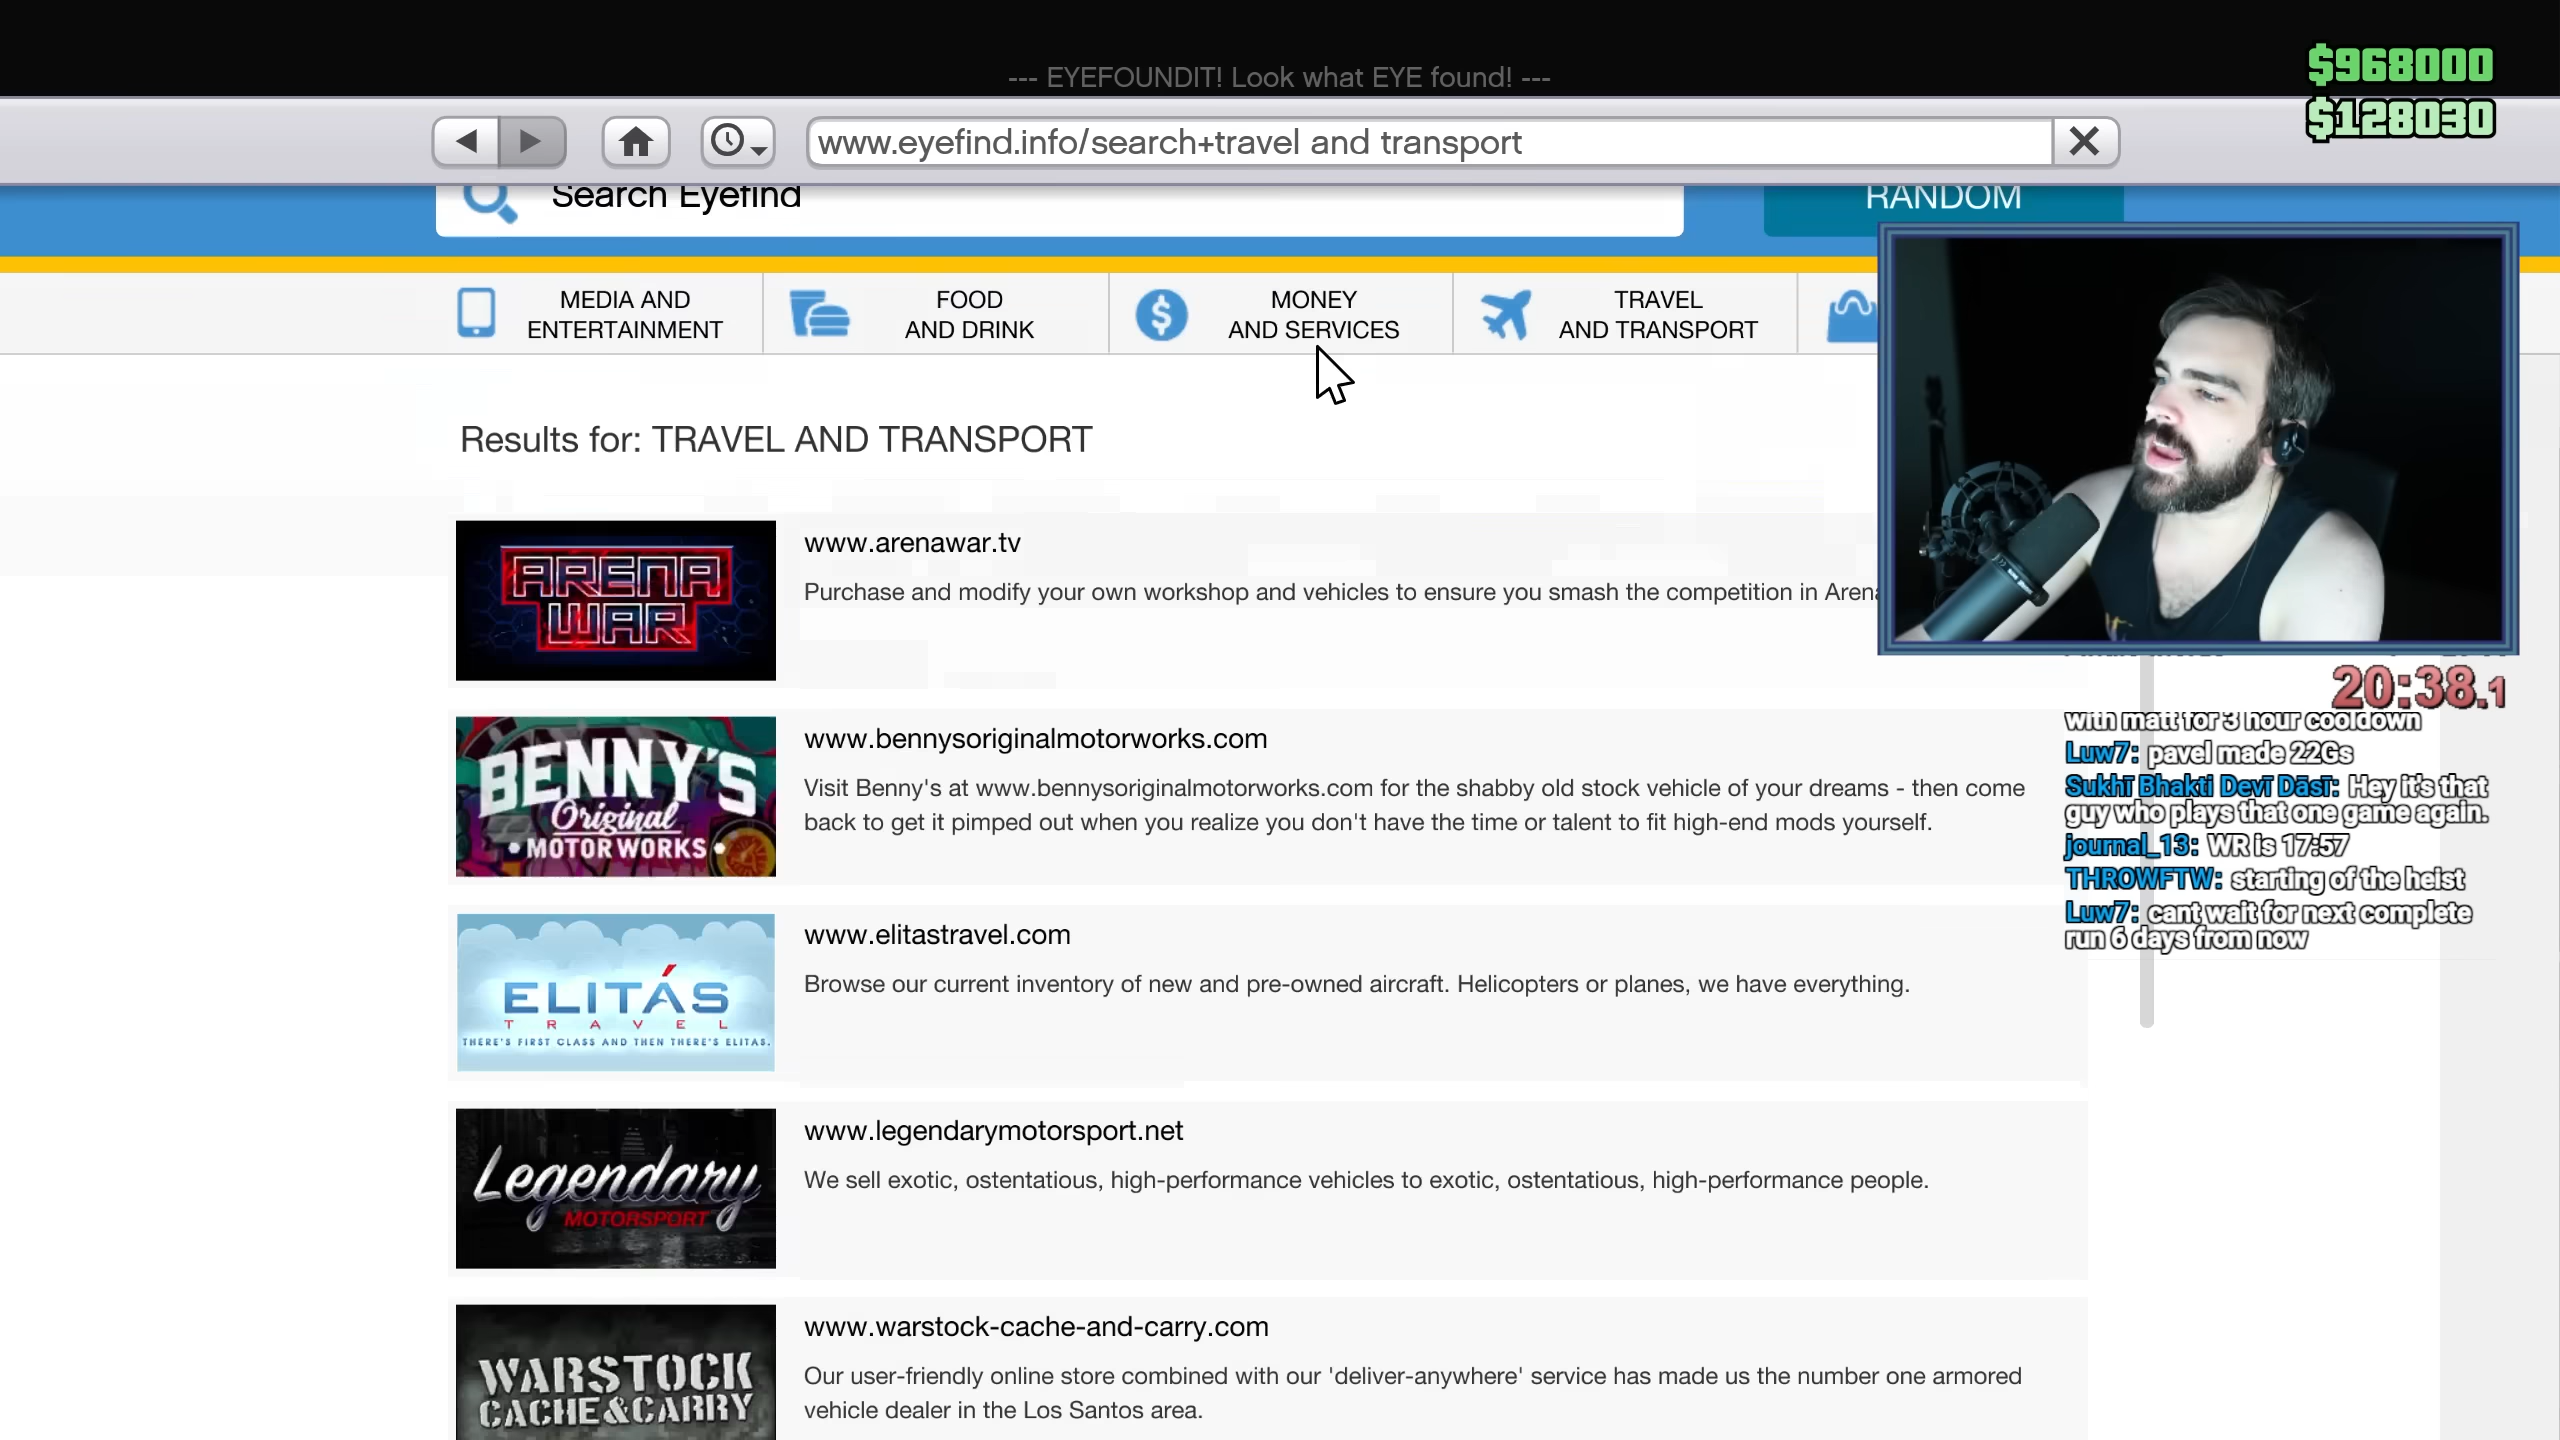 --- EYEFOUNDIT! Look what EYE found! ---
$968000
$128030
www.eyefind.info/search+travel and transport
Search Eyefind
RANDOM
MEDIA AND
ENTERTAINMENT
FOOD
AND DRINK
MONEY
AND SERVICES
TRAVEL
AND TRANSPORT
Results for: TRAVEL AND TRANSPORT
ARENA
WAR
www.arenawar.tv
Purchase and modify your own workshop and vehicles to ensure you smash the competition in
BENNY'S
Original
• MOTOR WORKS •
www.bennysoriginalmotorworks.com
Visit Benny's at www.bennysoriginalmotorworks.com for the shabby old stock vehicle of your dreams - then come
back to get it pimped out when you realize you don't have the time or talent to fit high-end mods yourself.
ELITÁS
TRAVEL
THERE'S FIRST CLASS AND THEN THERE'S ELITAS.
www.elitastravel.com
Browse our current inventory of new and pre-owned aircraft. Helicopters or planes, we have everything.
Legendary
MOTORSPORT
www.legendarymotorsport.net
We sell exotic, ostentatious, high-performance vehicles to exotic, ostentatious, high-performance people.
WARSTOCK
CACHE&CARRY
www.warstock-cache-and-carry.com
Our user-friendly online store combined with our 'deliver-anywhere' service has made us the number one armored
vehicle dealer in the Los Santos area.
20:38.1
with matt for 3 hour cooldown
Luw7: pavel made 22Gs
Sukhī Bhakti Devī Dāsī: Hey it's that
guy who plays that one game again.
journal_13: WR is 17:57
THROWFTW: starting of the heist
Luw7: cant wait for next complete
run 6 days from now